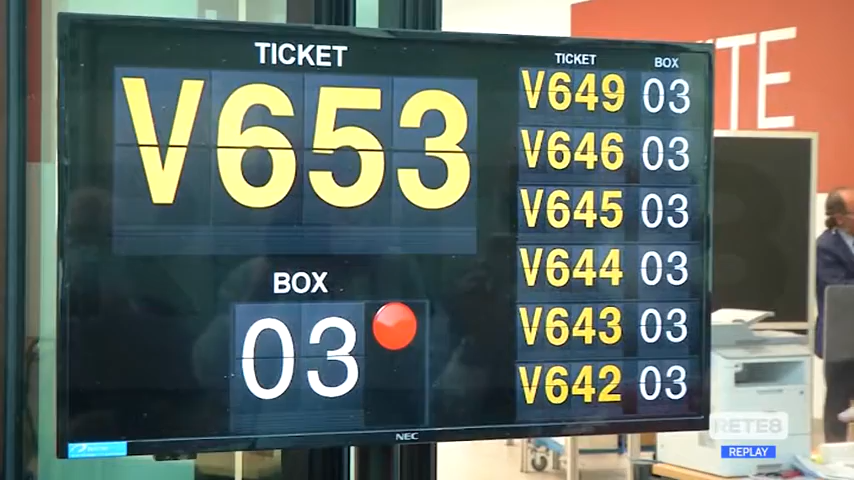 TICKET
V653
BOX
03
TICKET BOX
V649 03
V646 03
V645 03
V644 03
V643 03
V642 03
NEC
ITE
RETE8
REPLAY